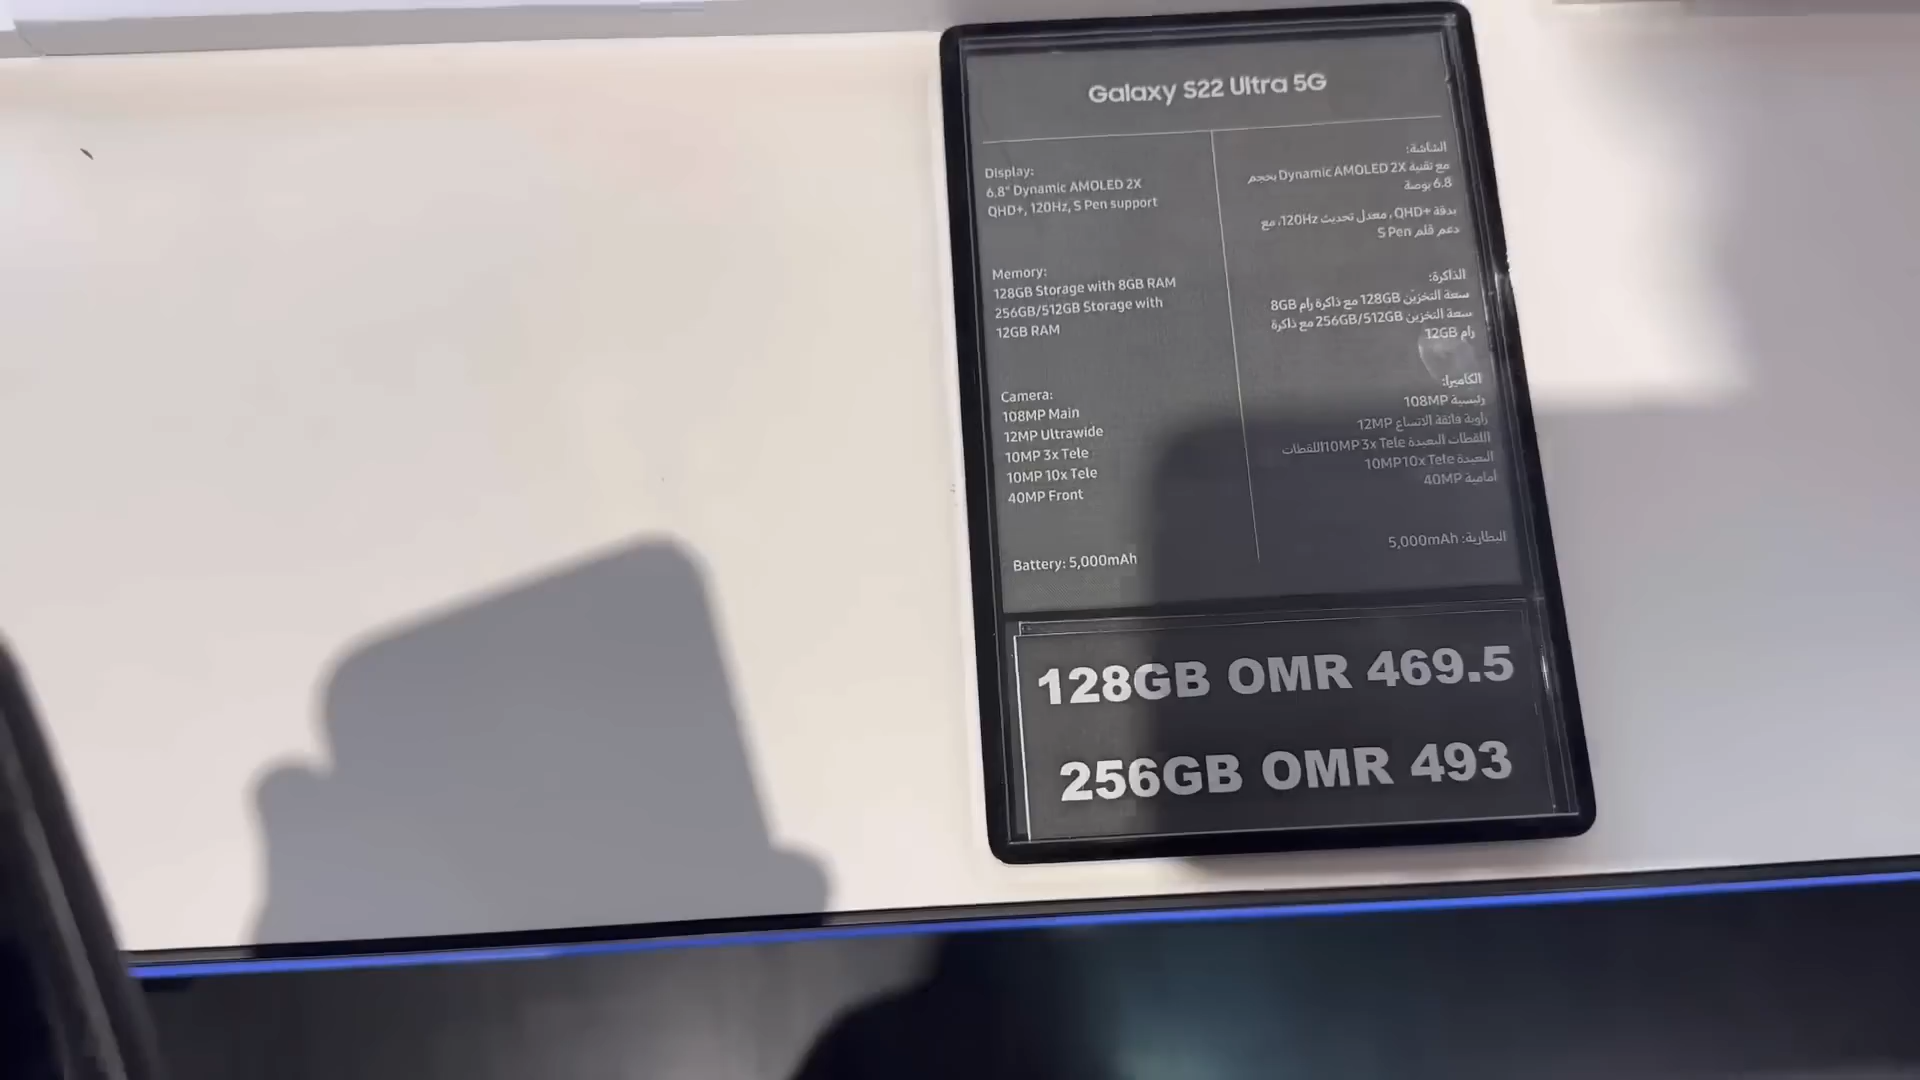 Galaxy S22 Ultra 5G
Display:
6.8" Dynamic AMOLED 2X
QHD+, 120Hz, S Pen support
Memory:
128GB Storage with 8GB RAM
256GB/512GB Storage with
12GB RAM
Camera:
108MP Main
12MP Ultrawide
10MP 3x Tele
10MP 10x Tele
40MP Front
Battery: 5,000mAh
الشاشة:
مع تقنية Dynamic AMOLED 2X بحجم
6.8 بوصة
بدقة QHD+، معدل تحديث 120Hz، مع
دعم قلم S Pen
الذاكرة:
سعة التخزين 128GB مع ذاكرة رام 8GB
سعة التخزين 256GB/512GB مع ذاكرة
رام 12GB
الكاميرا:
رئيسية 108MP
زاوية فائقة الاتساع 12MP
اللقطات البعيدة 10MP 3x Tele اللقطات
البعيدة 10MP10x Tele
أمامية 40MP
البطارية: 5,000mAh
128GB OMR 469.5
256GB OMR 493